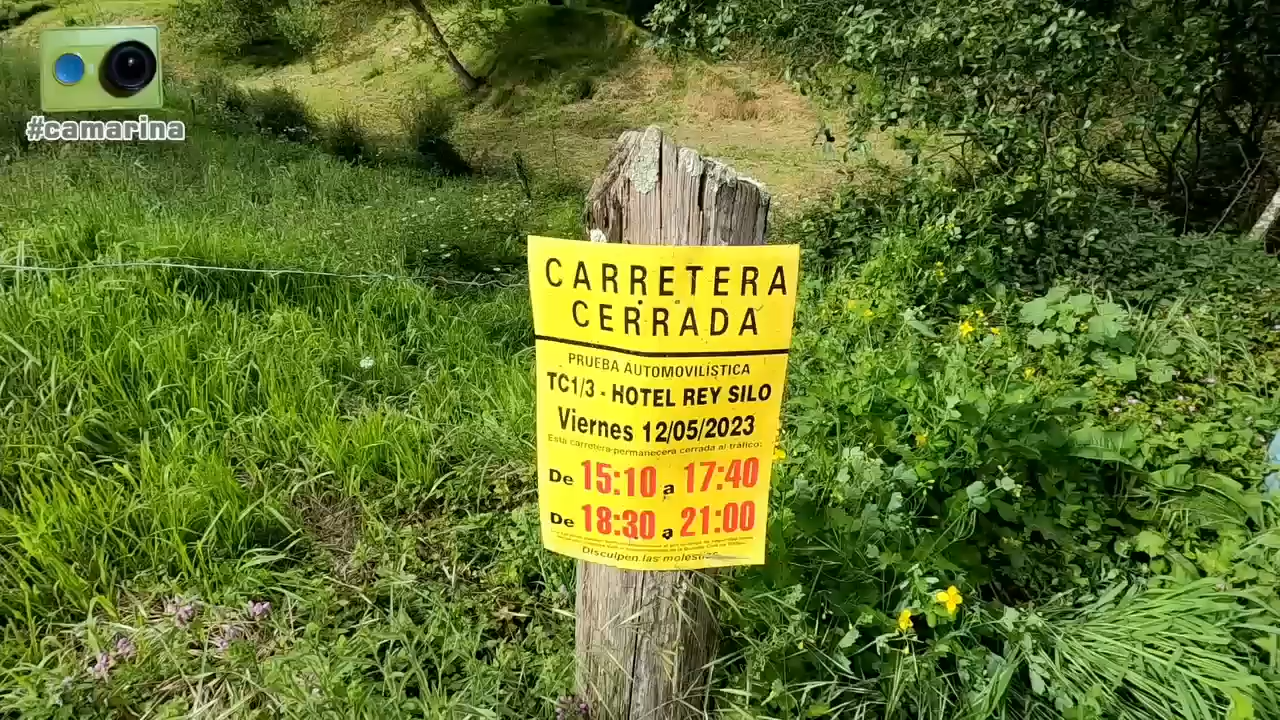 #camarina
CARRETERA
CERRADA
PRUEBA AUTOMOVILÍSTICA
TC1/3 - HOTEL REY SILO
Viernes 12/05/2023
Esta carretera permanecerá cerrada al tráfico:
De 15:10 a 17:40
De 18:30 a 21:00
Disculpen las molestias